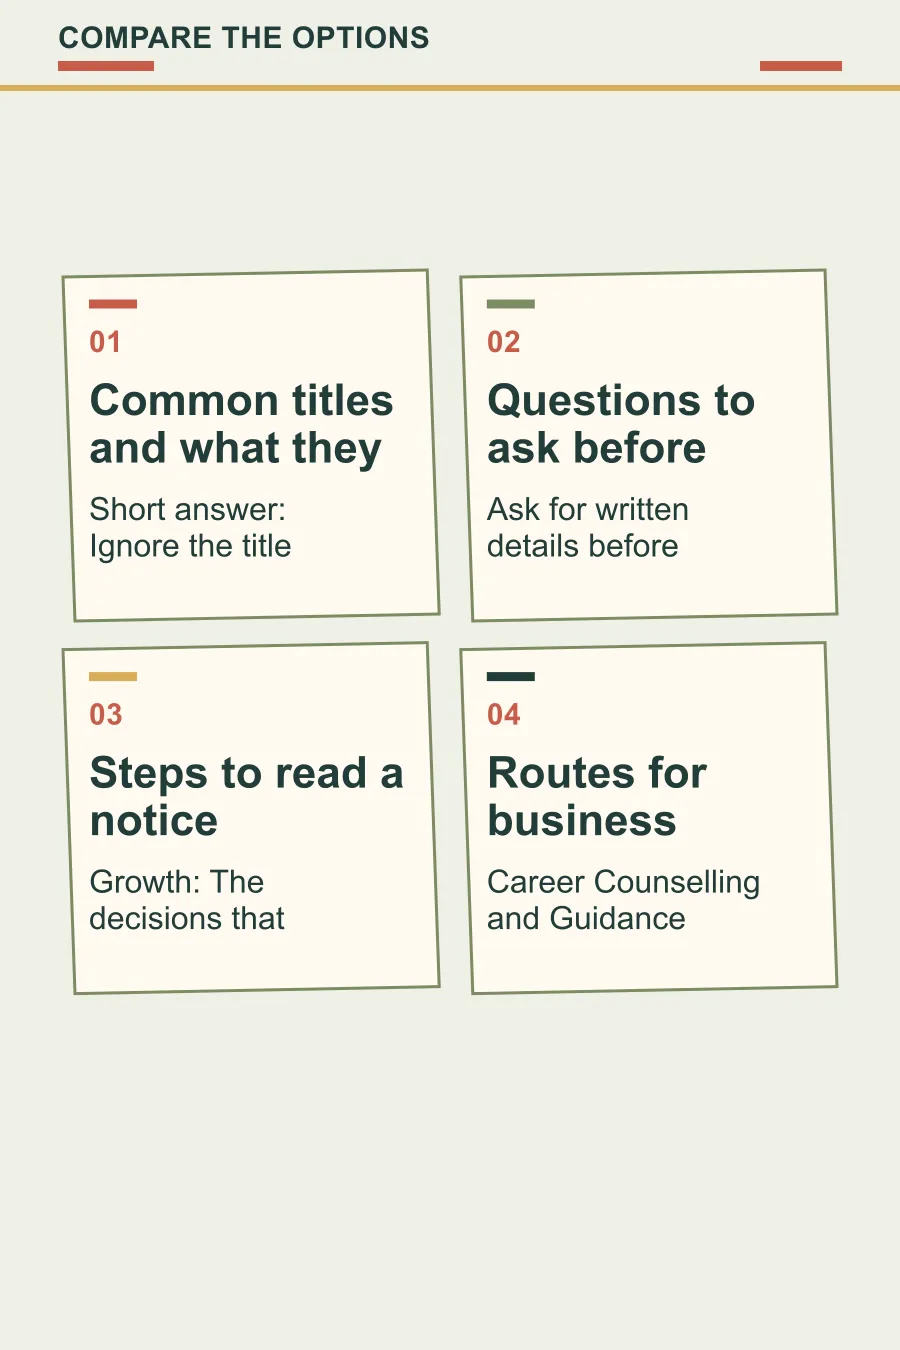 COMPARE THE OPTIONS
01
Common titles
and what they
Short answer:
Ignore the title
02
Questions to
ask before
Ask for written
details before
03
Steps to read a
notice
Growth: The
decisions that
04
Routes for
business
Career Counselling
and Guidance